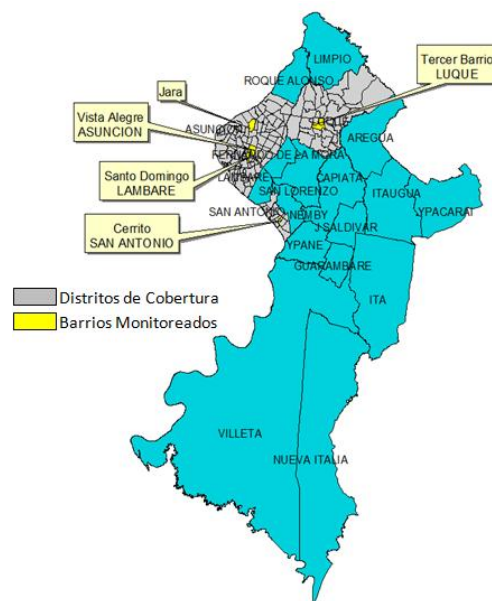 LIMPIO
Tercer Barrio
LUQUE
ROQUE ALONSO
Jara
Vista Alegre
ASUNCION
ASUNCION
LUQUE
AREGUA
FERNANDO DE LA MORA
Santo Domingo
LAMBARE
LAMBARE
CAPIATA
SAN LORENZO
ITAUGUA
YPACARAI
Cerrito
SAN ANTONIO
SAN ANTONIO
NEMBY
J SALDIVAR
YPANE
GUARAMBARE
ITA
Distritos de Cobertura
Barrios Monitoreados
VILLETA
NUEVA ITALIA